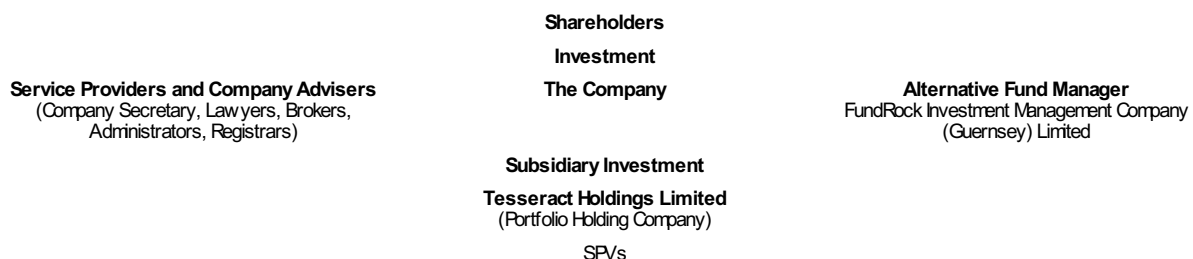 Shareholders
Investment
Service Providers and Company Advisers
(Company Secretary, Lawyers, Brokers,
Administrators, Registrars)
The Company
Alternative Fund Manager
FundRock Investment Management Company
(Guernsey) Limited
Subsidiary Investment
Tesseract Holdings Limited
(Portfolio Holding Company)
SPVs